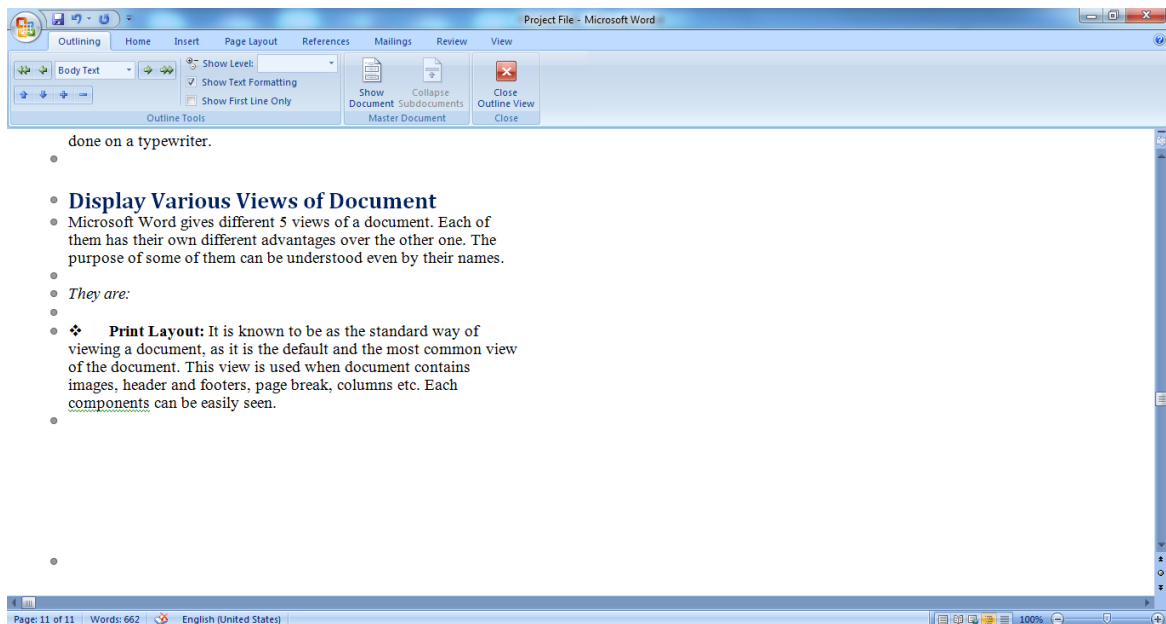 Project File - Microsoft Word
Outlining Home Insert Page Layout References Mailings Review View
Body Text
Show Level:
Show Text Formatting
Show First Line Only
Show Document
Collapse Subdocuments
Close Outline View
Outline Tools Master Document Close
done on a typewriter.
Display Various Views of Document
Microsoft Word gives different 5 views of a document. Each of
them has their own different advantages over the other one. The
purpose of some of them can be understood even by their names.
They are:
❖ Print Layout: It is known to be as the standard way of
viewing a document, as it is the default and the most common view
of the document. This view is used when document contains
images, header and footers, page break, columns etc. Each
components can be easily seen.
Page: 11 of 11 Words: 662 English (United States) 100%